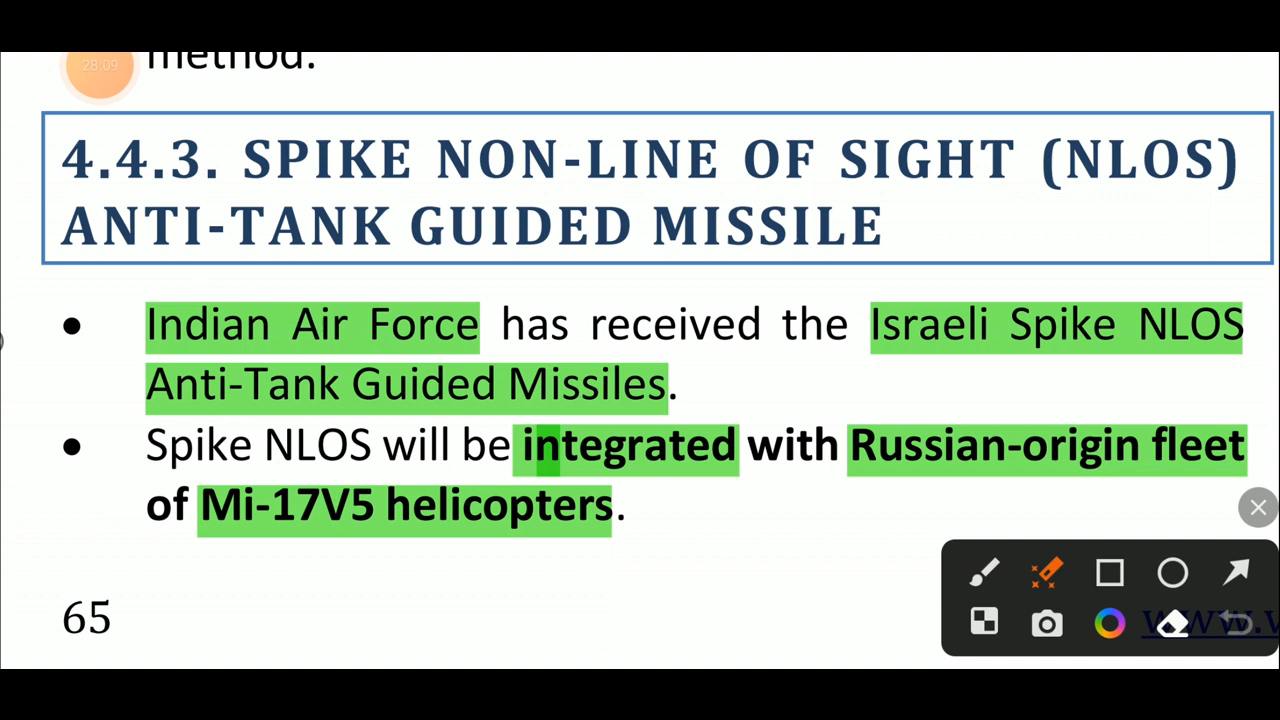 28:09
method.
4.4.3. SPIKE NON-LINE OF SIGHT (NLOS)
ANTI-TANK GUIDED MISSILE
• Indian Air Force has received the Israeli Spike NLOS
Anti-Tank Guided Missiles.
• Spike NLOS will be integrated with Russian-origin fleet
of Mi-17V5 helicopters.
65